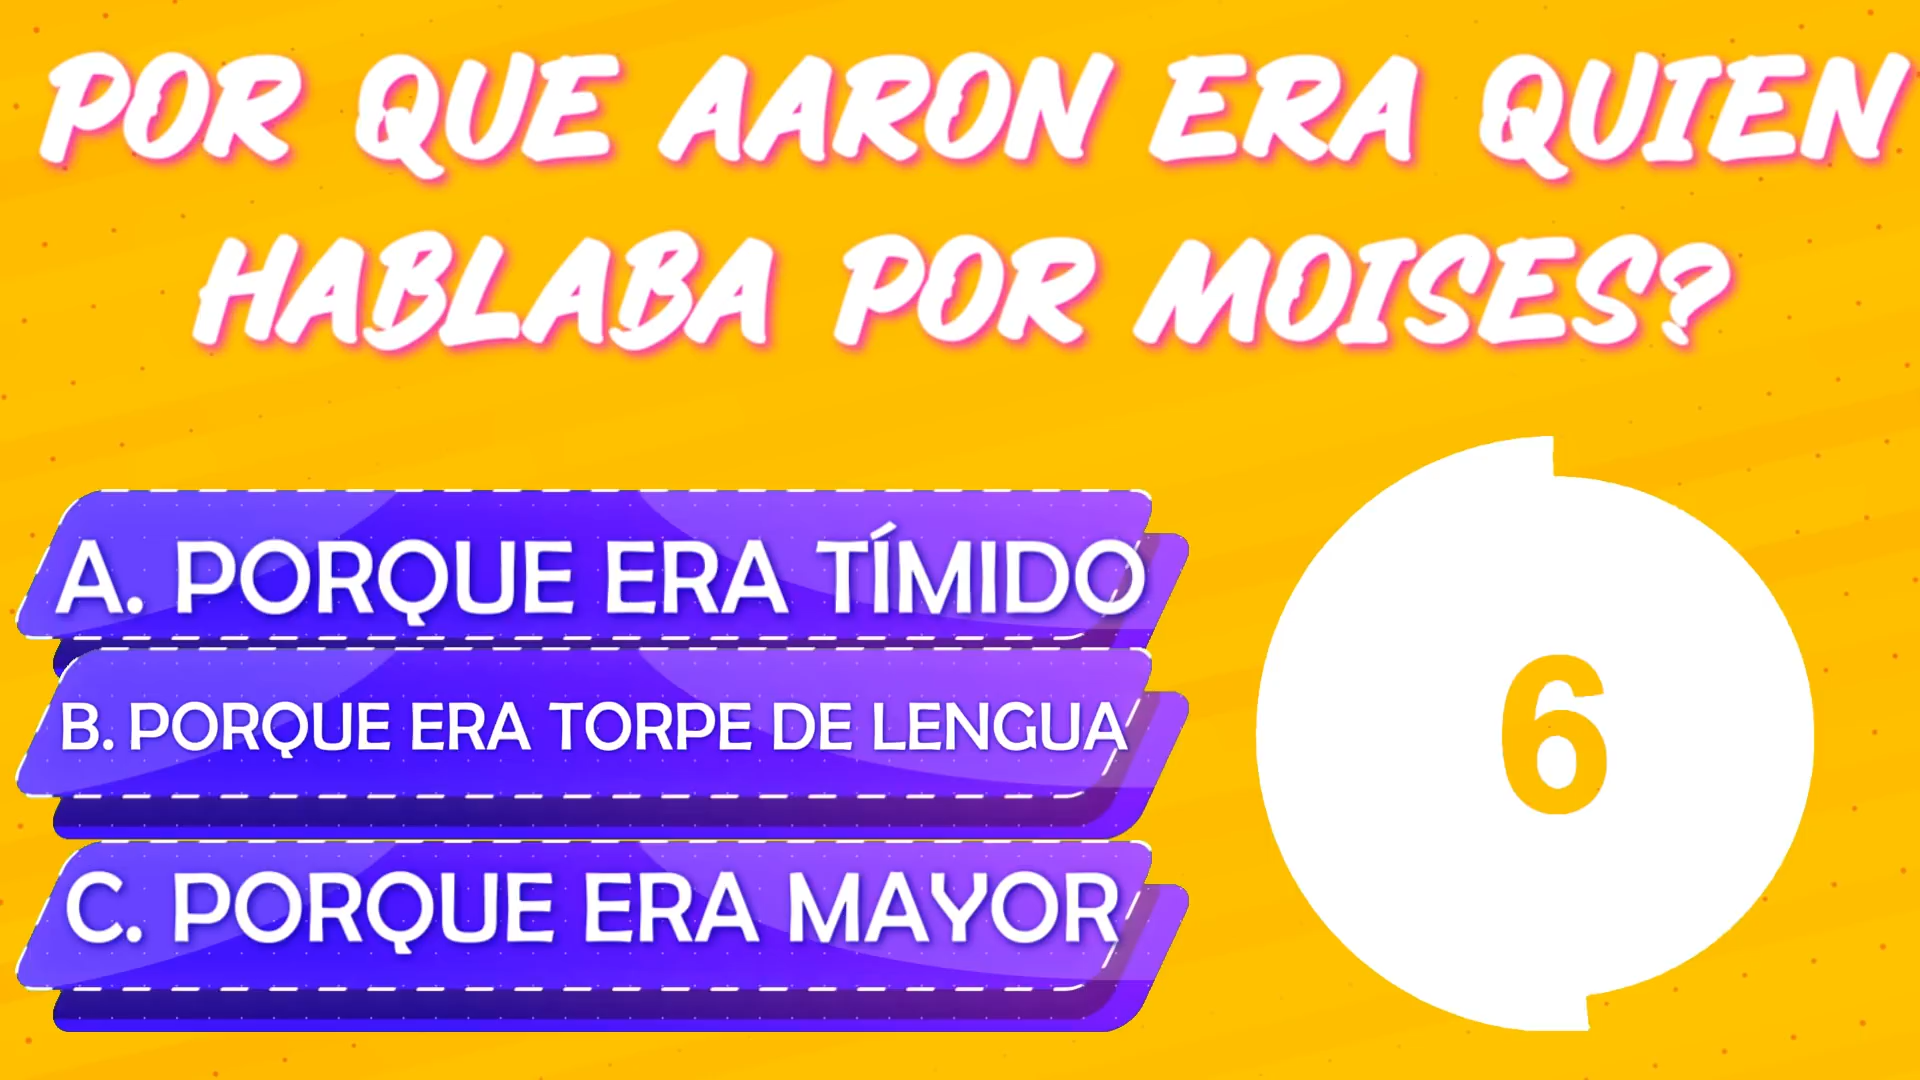 POR QUE AARON ERA QUIEN
HABLABA POR MOISES?
A. PORQUE ERA TÍMIDO
B. PORQUE ERA TORPE DE LENGUA
C. PORQUE ERA MAYOR
6